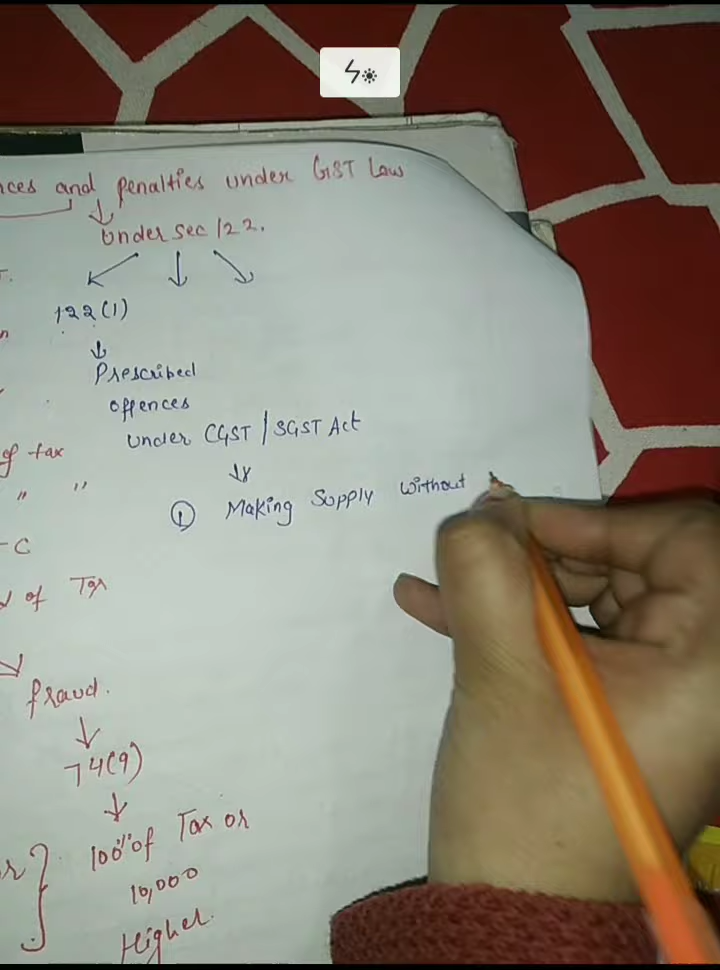 and penalties under GST Law
Under sec 122.
122(1)
Prescribed
offences
under CGST / SGST Act
of tax
" "
① Making Supply without
of Tax
fraud.
74(9)
100% of Tax or
10,000
Higher.